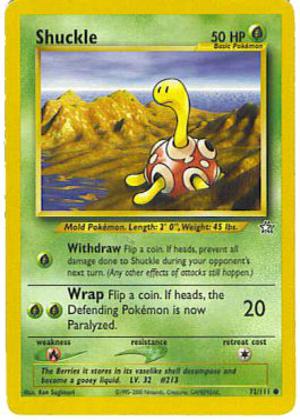 Shuckle
50 HP
Basic Pokémon
Mold Pokémon. Length: 2' 0", Weight: 45 lbs.
Withdraw Flip a coin. If heads, prevent all
damage done to Shuckle during your opponent's
next turn. (Any other effects of attacks still happen.)
Wrap Flip a coin. If heads, the
Defending Pokémon is now
Paralyzed.
20
weakness
resistance
retreat cost
The Berries it stores in its vaselike shell decompose and
become a gooey liquid. LV. 32 #213
Illus. Ken Sugimori
72/111